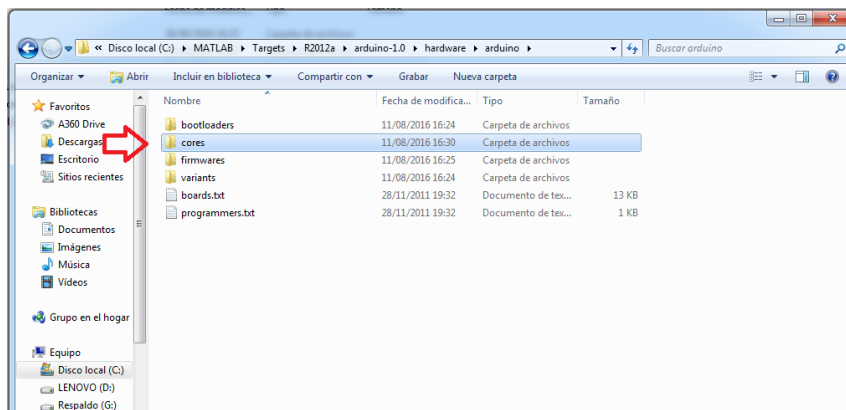 « Disco local (C:) ▸ MATLAB ▸ Targets ▸ R2012a ▸ arduino-1.0 ▸ hardware ▸ arduino ▸
Buscar arduino
Organizar Abrir Incluir en biblioteca Compartir con Grabar Nueva carpeta
Nombre Fecha de modifica... Tipo Tamaño
Favoritos
A360 Drive
Descargas
Escritorio
Sitios recientes
Bibliotecas
Documentos
Imágenes
Música
Vídeos
Grupo en el hogar
Equipo
Disco local (C:)
LENOVO (D:)
Respaldo (G:)
bootloaders 11/08/2016 16:24 Carpeta de archivos
cores 11/08/2016 16:30 Carpeta de archivos
firmwares 11/08/2016 16:25 Carpeta de archivos
variants 11/08/2016 16:24 Carpeta de archivos
boards.txt 28/11/2011 19:32 Documento de tex... 13 KB
programmers.txt 28/11/2011 19:32 Documento de tex... 1 KB